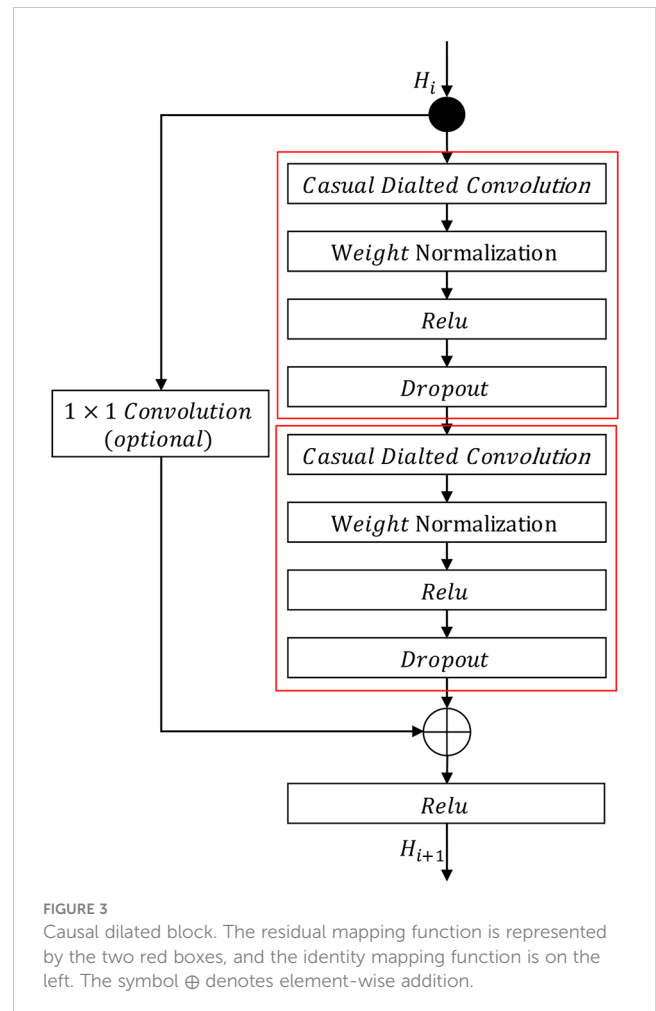 H_i
Casual Dialted Convolution
Weight Normalization
Relu
Dropout
1 × 1 Convolution
(optional)
Casual Dialted Convolution
Weight Normalization
Relu
Dropout
⊕
Relu
H_{i+1}
FIGURE 3
Causal dilated block. The residual mapping function is represented
by the two red boxes, and the identity mapping function is on the
left. The symbol ⊕ denotes element-wise addition.